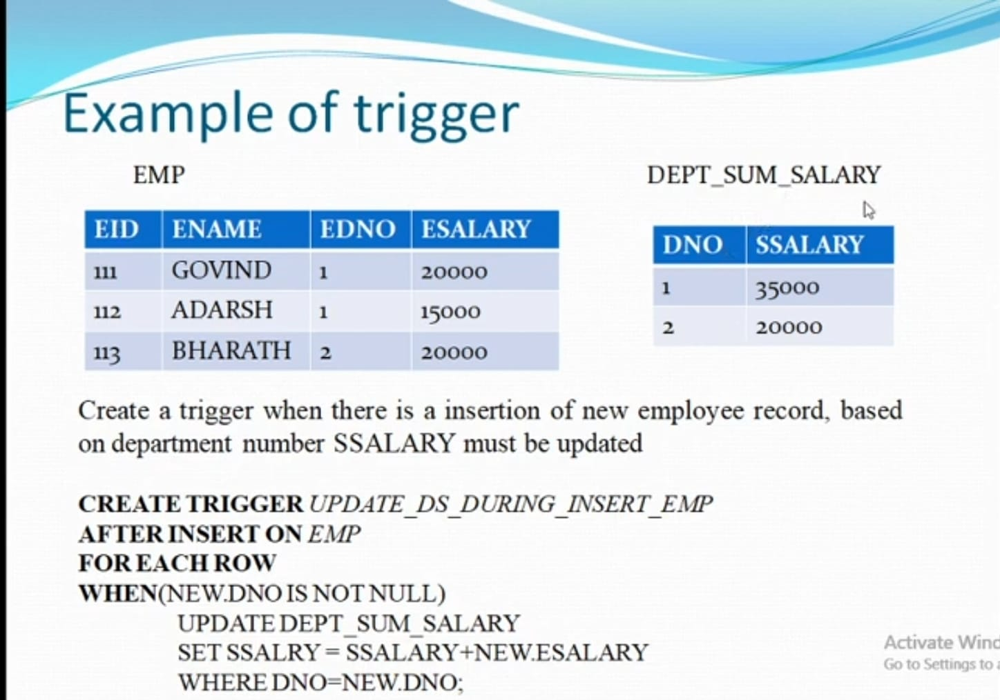 Example of trigger
EMP
DEPT_SUM_SALARY
EID ENAME EDNO ESALARY
111 GOVIND 1 20000
112 ADARSH 1 15000
113 BHARATH 2 20000
DNO SSALARY
1 35000
2 20000
Create a trigger when there is a insertion of new employee record, based
on department number SSALARY must be updated
CREATE TRIGGER UPDATE_DS_DURING_INSERT_EMP
AFTER INSERT ON EMP
FOR EACH ROW
WHEN(NEW.DNO IS NOT NULL)
UPDATE DEPT_SUM_SALARY
SET SSALRY = SSALARY+NEW.ESALARY
WHERE DNO=NEW.DNO;
Activate Wind
Go to Settings to a